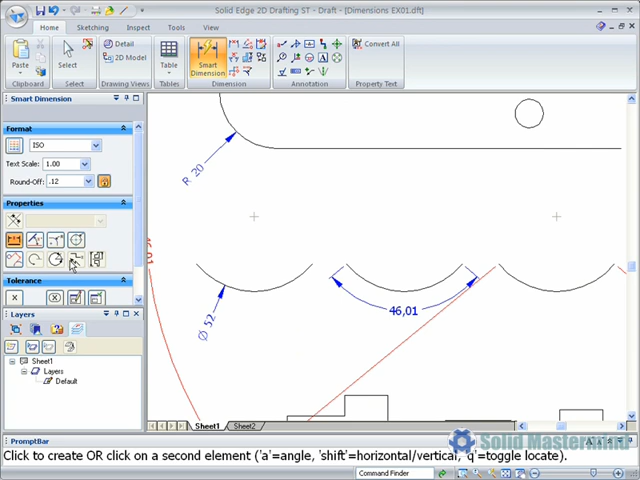 Solid Edge 2D Drafting ST - Draft - [Dimensions EX01.dft]
Home Sketching Inspect Tools View
Paste
Select
Detail
2D Model
Table
Smart Dimension
Convert All
Clipboard Select Drawing Views Tables Dimension Annotation Property Text
Smart Dimension
Format
ISO
Text Scale: 1.00
Round-Off: .12
Properties
Tolerance
Layers
Sheet1
Layers
Default
R 20
Ø 52
46,01
46,01
Sheet1 Sheet2
PromptBar
Solid Mastermind
Click to create OR click on a second element ('a'=angle, 'shift'=horizontal/vertical, 'q'=toggle locate).
Command Finder